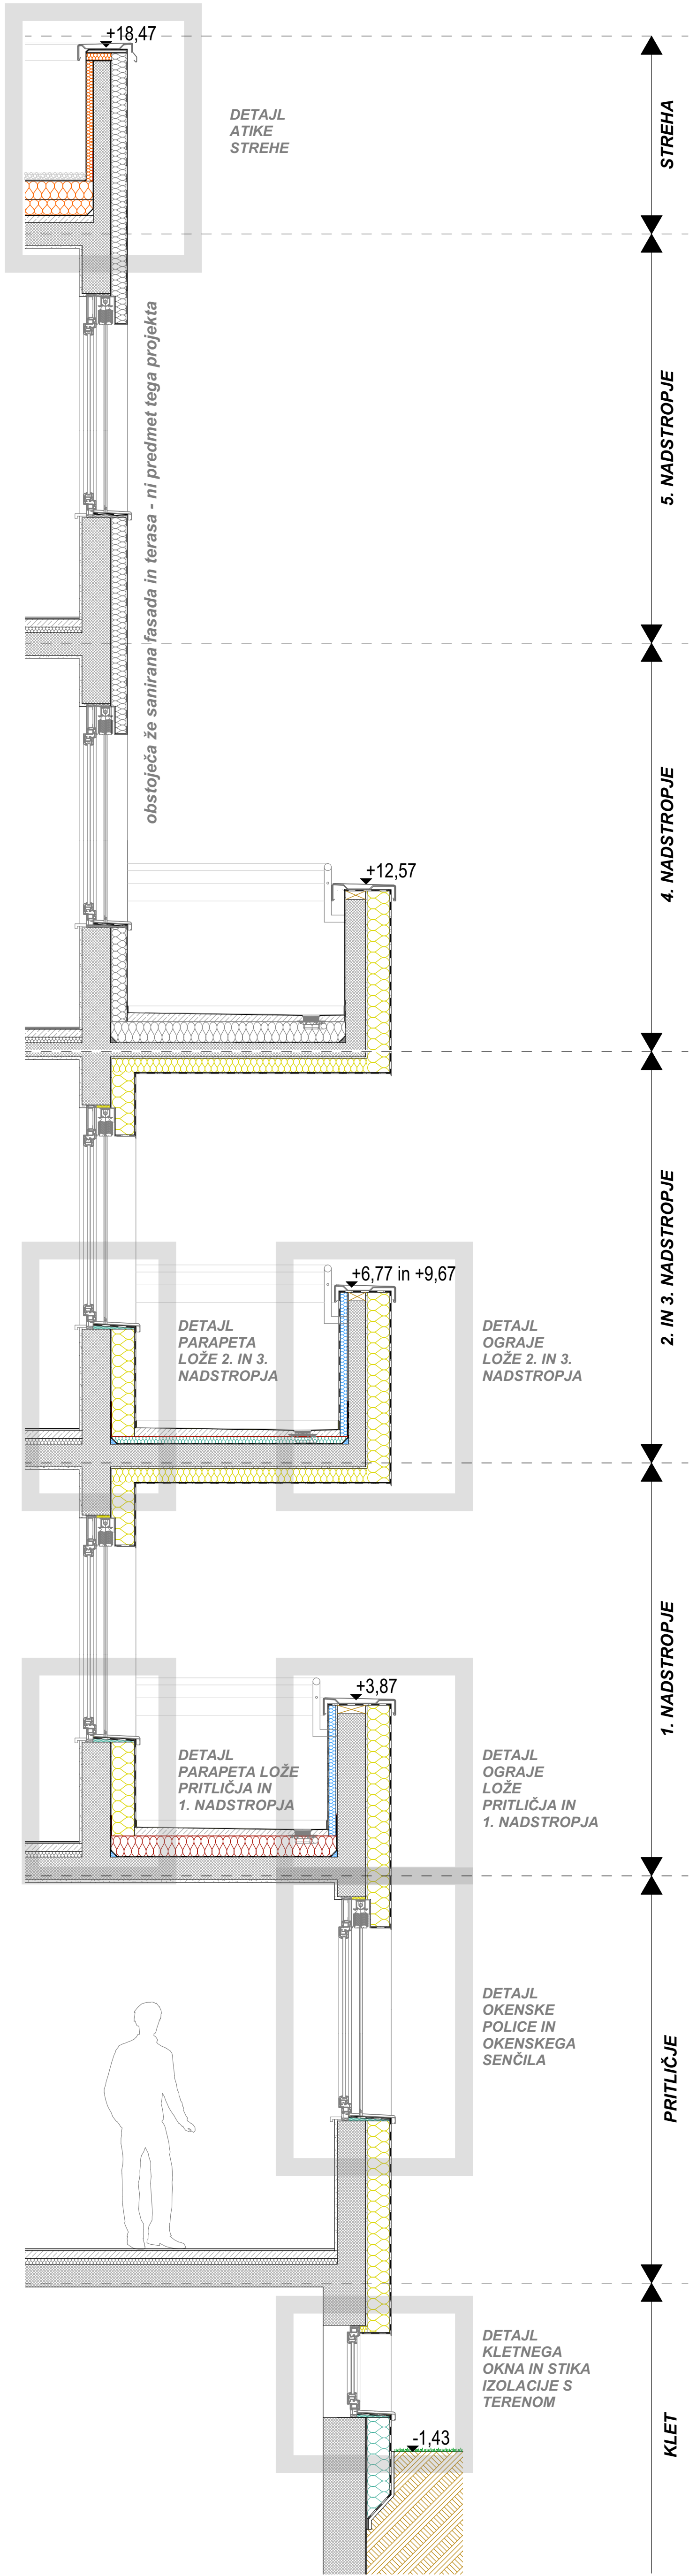 +18,47
DETAJL
ATIKE
STREHE
STREHA
obstoječa že sanirana fasada in terasa - ni predmet tega projekta
5. NADSTROPJE
4. NADSTROPJE
+12,57
2. IN 3. NADSTROPJE
+6,77 in +9,67
DETAJL
PARAPETA
LOŽE 2. IN 3.
NADSTROPJA
DETAJL
OGRAJE
LOŽE 2. IN 3.
NADSTROPJA
1. NADSTROPJE
+3,87
DETAJL
PARAPETA LOŽE
PRITLIČJA IN
1. NADSTROPJA
DETAJL
OGRAJE
LOŽE
PRITLIČJA IN
1. NADSTROPJA
DETAJL
OKENSKE
POLICE IN
OKENSKEGA
SENČILA
PRITLIČJE
DETAJL
KLETNEGA
OKNA IN STIKA
IZOLACIJE S
TERENOM
KLET
-1,43